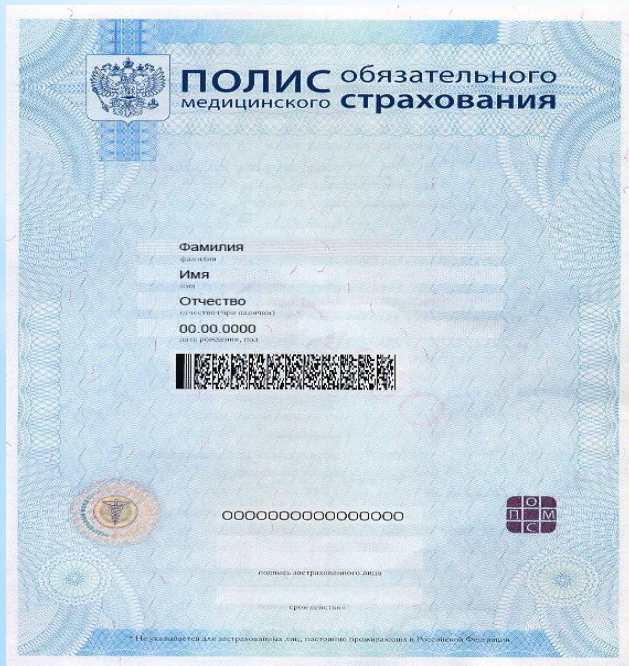 ПОЛИС обязательного
медицинского страхования
Фамилия
фамилия
Имя
имя
Отчество
отчество (при наличии)
00.00.0000
дата рождения, пол
0000000000000000
О
П М
С
подпись застрахованного лица
срок действия*
* Не указывается для застрахованных лиц, постоянно проживающих в Российской Федерации.